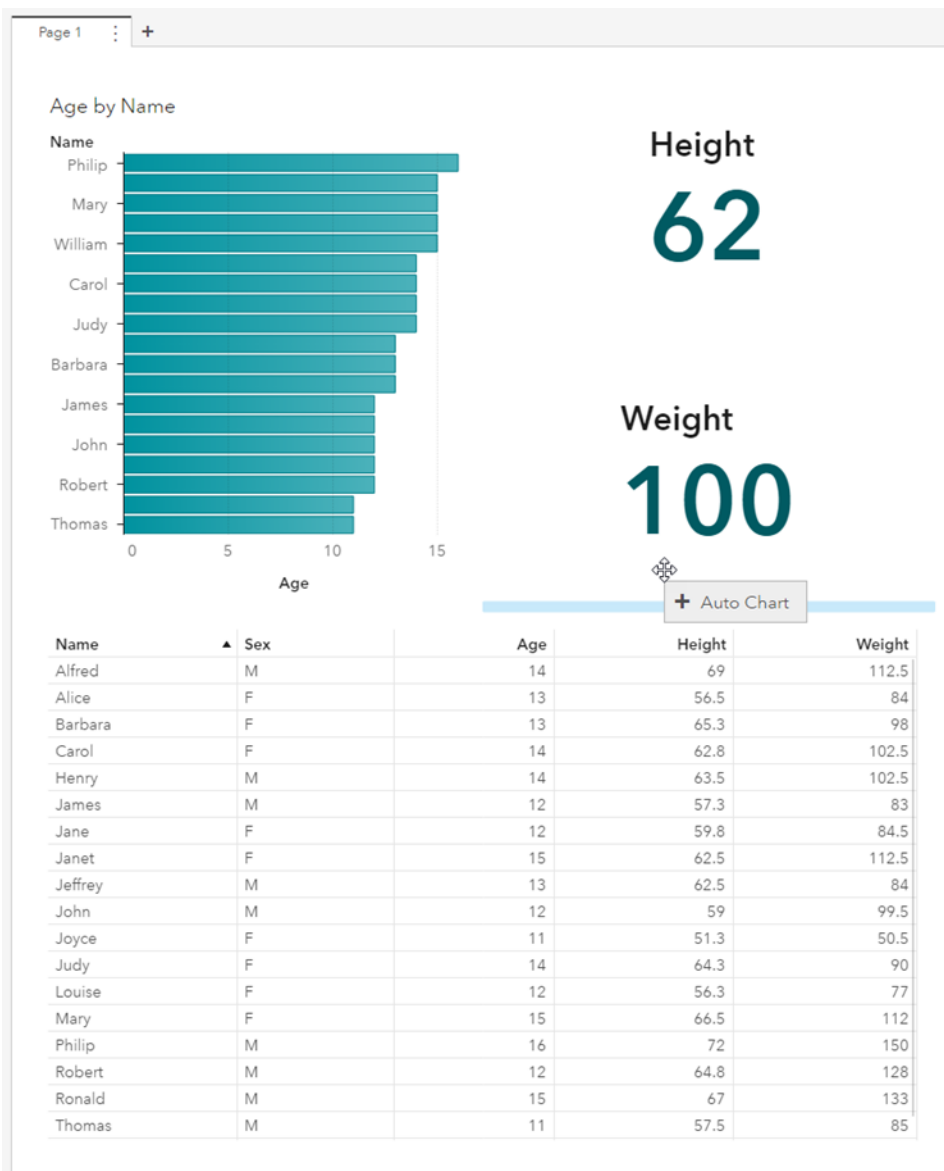 Page 1 ⋮ +
Age by Name
Name
Philip
Mary
William
Carol
Judy
Barbara
James
John
Robert
Thomas
0 5 10 15
Age
Height
62
Weight
100
+ Auto Chart
Name ▲ Sex Age Height Weight
Alfred M 14 69 112.5
Alice F 13 56.5 84
Barbara F 13 65.3 98
Carol F 14 62.8 102.5
Henry M 14 63.5 102.5
James M 12 57.3 83
Jane F 12 59.8 84.5
Janet F 15 62.5 112.5
Jeffrey M 13 62.5 84
John M 12 59 99.5
Joyce F 11 51.3 50.5
Judy F 14 64.3 90
Louise F 12 56.3 77
Mary F 15 66.5 112
Philip M 16 72 150
Robert M 12 64.8 128
Ronald M 15 67 133
Thomas M 11 57.5 85